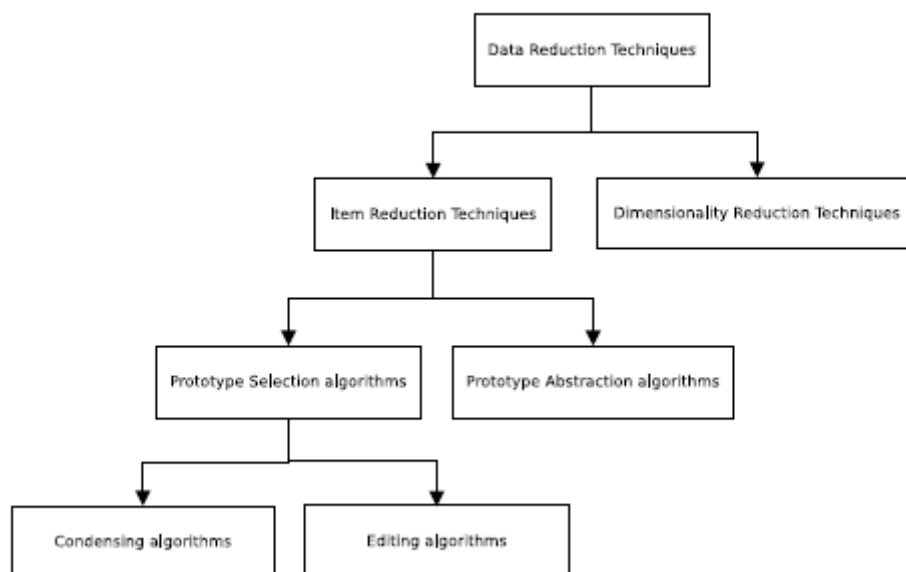 Data Reduction Techniques
Item Reduction Techniques
Dimensionality Reduction Techniques
Prototype Selection algorithms
Prototype Abstraction algorithms
Condensing algorithms
Editing algorithms